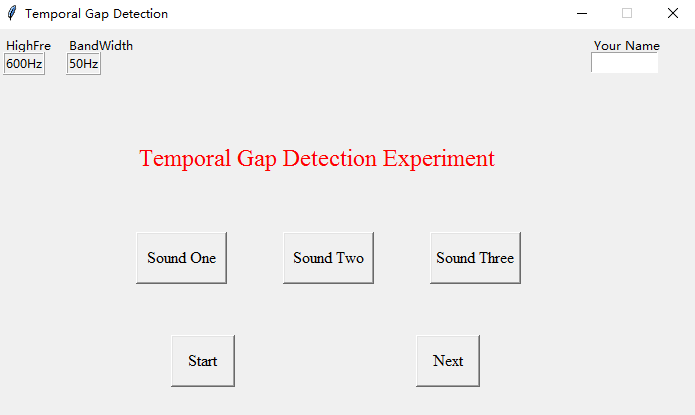 Temporal Gap Detection
HighFre BandWidth Your Name
600Hz 50Hz
Temporal Gap Detection Experiment
Sound One Sound Two Sound Three
Start Next